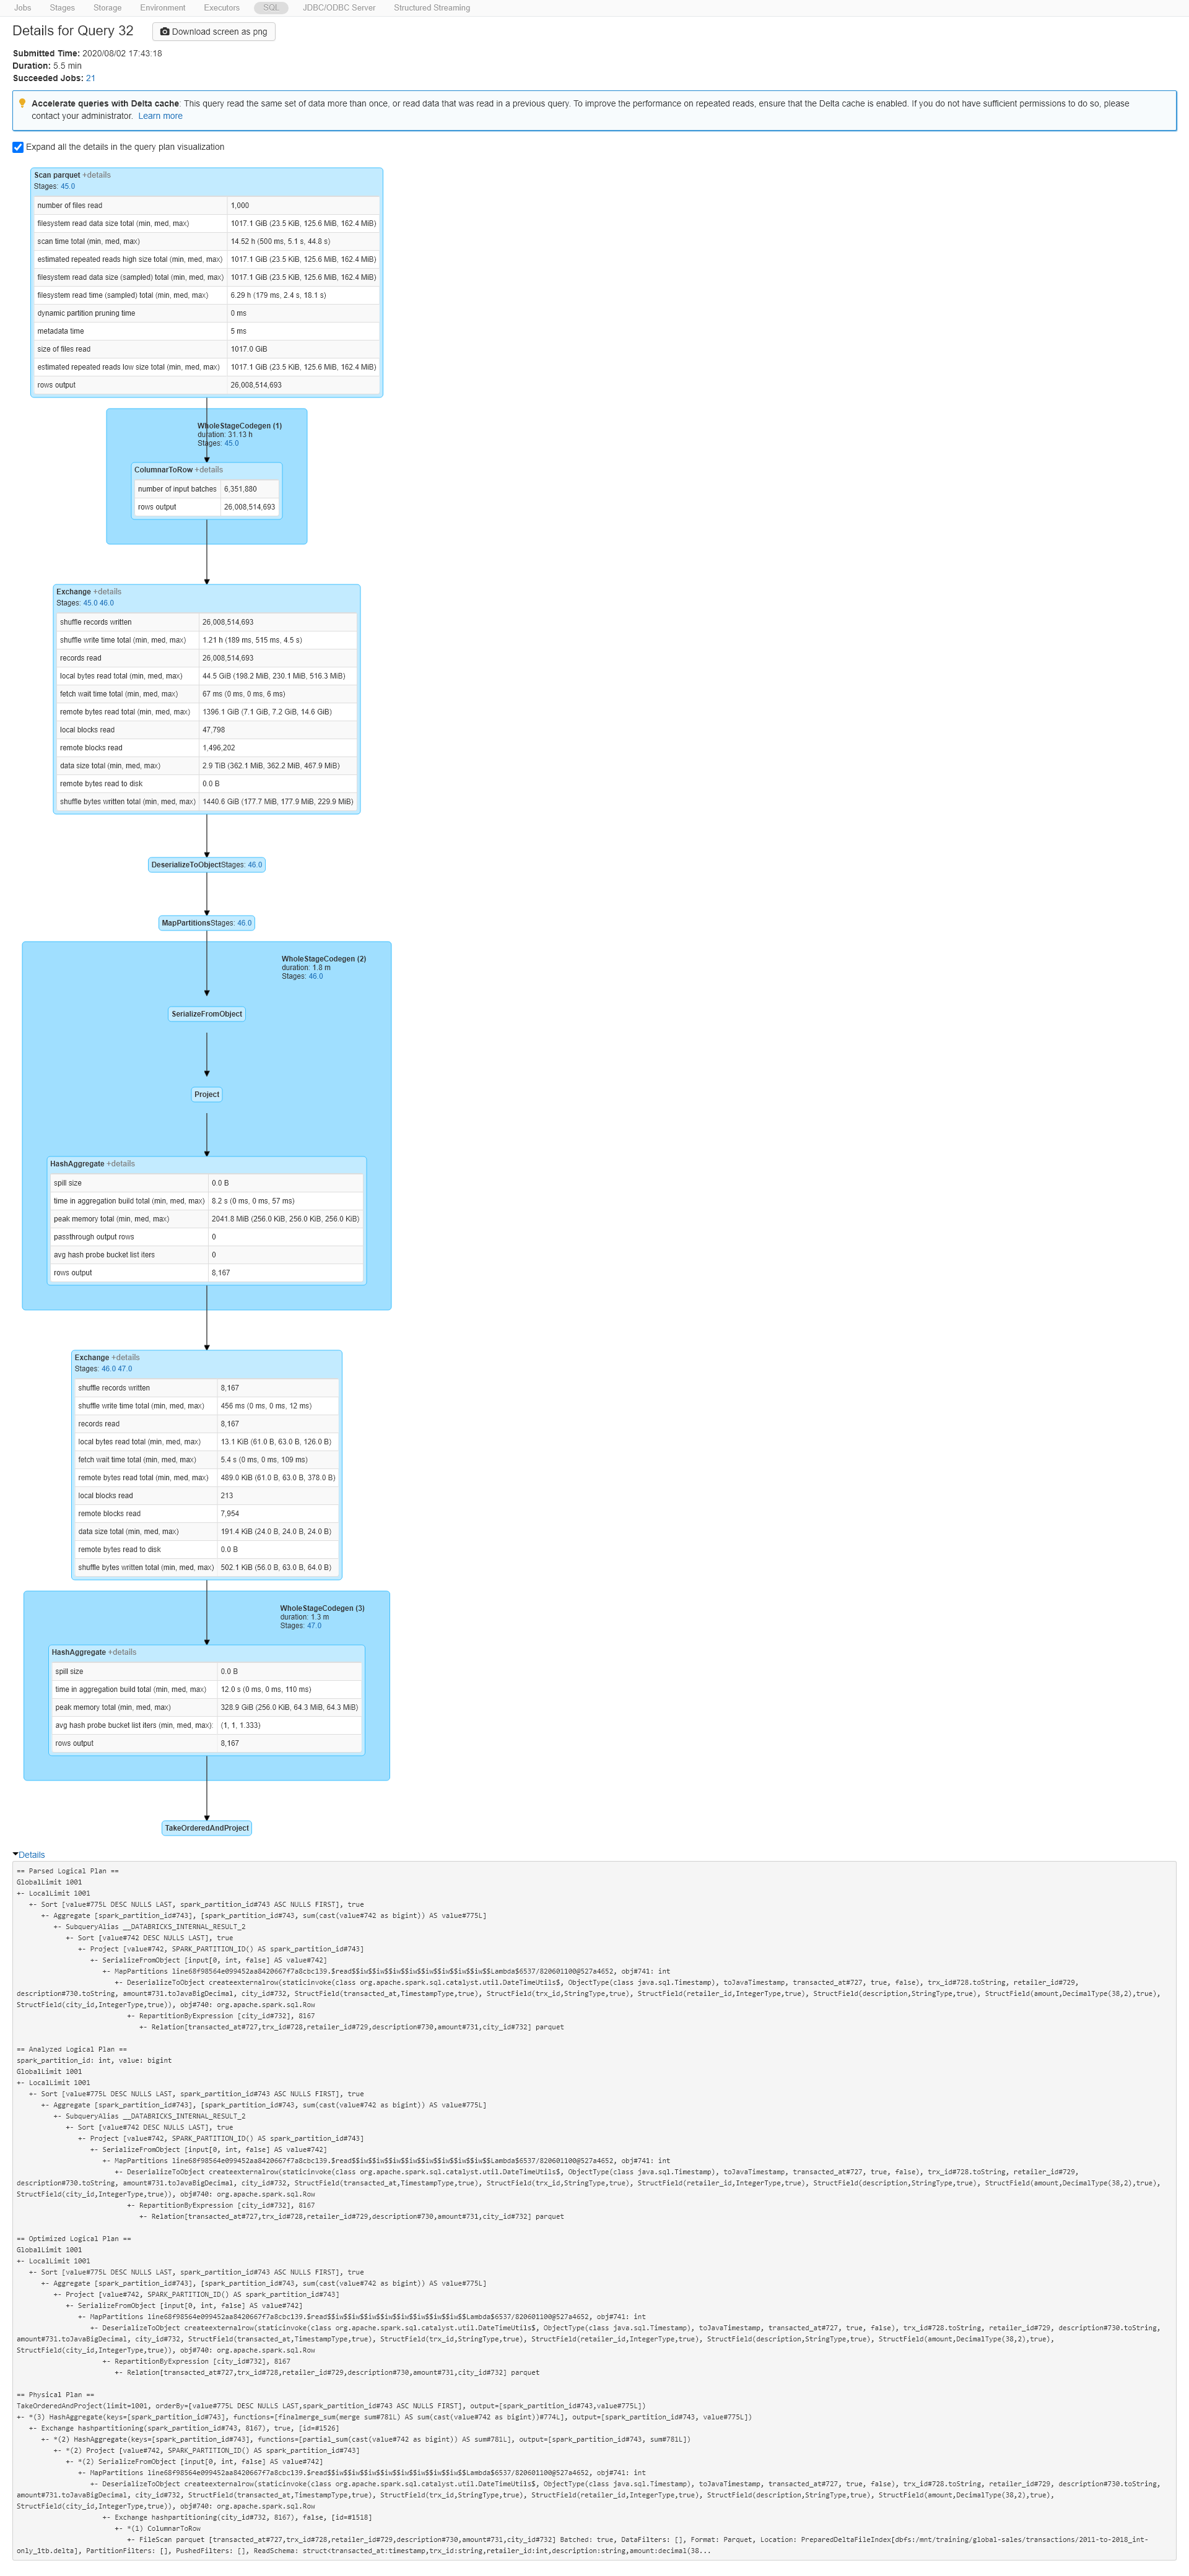 Jobs Stages Storage Environment Executors SQL JDBC/ODBC Server Structured Streaming
Details for Query 32 Download screen as png
Submitted Time: 2020/08/02 17:43:18
Duration: 5.5 min
Succeeded Jobs: 21
Accelerate queries with Delta cache: This query read the same set of data more than once, or read data that was read in a previous query. To improve the performance on repeated reads, ensure that the Delta cache is enabled. If you do not have sufficient permissions to do so, please
contact your administrator. Learn more
Expand all the details in the query plan visualization
Scan parquet +details
Stages: 45.0
number of files read 1,000
filesystem read data size total (min, med, max) 1017.1 GiB (23.5 KiB, 125.6 MiB, 162.4 MiB)
scan time total (min, med, max) 14.52 h (500 ms, 5.1 s, 44.8 s)
estimated repeated reads high size total (min, med, max) 1017.1 GiB (23.5 KiB, 125.6 MiB, 162.4 MiB)
filesystem read data size (sampled) total (min, med, max) 1017.1 GiB (23.5 KiB, 125.6 MiB, 162.4 MiB)
filesystem read time (sampled) total (min, med, max) 6.29 h (179 ms, 2.4 s, 18.1 s)
dynamic partition pruning time 0 ms
metadata time 5 ms
size of files read 1017.0 GiB
estimated repeated reads low size total (min, med, max) 1017.1 GiB (23.5 KiB, 125.6 MiB, 162.4 MiB)
rows output 26,008,514,693
WholeStageCodegen (1)
duration: 31.13 h
Stages: 45.0
ColumnarToRow +details
number of input batches 6,351,880
rows output 26,008,514,693
Exchange +details
Stages: 45.0 46.0
shuffle records written 26,008,514,693
shuffle write time total (min, med, max) 1.21 h (189 ms, 515 ms, 4.5 s)
records read 26,008,514,693
local bytes read total (min, med, max) 44.5 GiB (198.2 MiB, 230.1 MiB, 516.3 MiB)
fetch wait time total (min, med, max) 67 ms (0 ms, 0 ms, 6 ms)
remote bytes read total (min, med, max) 1396.1 GiB (7.1 GiB, 7.2 GiB, 14.6 GiB)
local blocks read 47,798
remote blocks read 1,496,202
data size total (min, med, max) 2.9 TiB (362.1 MiB, 362.2 MiB, 467.9 MiB)
remote bytes read to disk 0.0 B
shuffle bytes written total (min, med, max) 1440.6 GiB (177.7 MiB, 177.9 MiB, 229.9 MiB)
DeserializeToObjectStages: 46.0
MapPartitionsStages: 46.0
WholeStageCodegen (2)
duration: 1.8 m
Stages: 46.0
SerializeFromObject
Project
HashAggregate +details
spill size 0.0 B
time in aggregation build total (min, med, max) 8.2 s (0 ms, 0 ms, 57 ms)
peak memory total (min, med, max) 2041.8 MiB (256.0 KiB, 256.0 KiB, 256.0 KiB)
passthrough output rows 0
avg hash probe bucket list iters 0
rows output 8,167
Exchange +details
Stages: 46.0 47.0
shuffle records written 8,167
shuffle write time total (min, med, max) 456 ms (0 ms, 0 ms, 12 ms)
records read 8,167
local bytes read total (min, med, max) 13.1 KiB (61.0 B, 63.0 B, 126.0 B)
fetch wait time total (min, med, max) 5.4 s (0 ms, 0 ms, 109 ms)
remote bytes read total (min, med, max) 489.0 KiB (61.0 B, 63.0 B, 378.0 B)
local blocks read 213
remote blocks read 7,954
data size total (min, med, max) 191.4 KiB (24.0 B, 24.0 B, 24.0 B)
remote bytes read to disk 0.0 B
shuffle bytes written total (min, med, max) 502.1 KiB (56.0 B, 63.0 B, 64.0 B)
WholeStageCodegen (3)
duration: 1.3 m
Stages: 47.0
HashAggregate +details
spill size 0.0 B
time in aggregation build total (min, med, max) 12.0 s (0 ms, 0 ms, 110 ms)
peak memory total (min, med, max) 328.9 GiB (256.0 KiB, 64.3 MiB, 64.3 MiB)
avg hash probe bucket list iters (min, med, max): (1, 1, 1.333)
rows output 8,167
TakeOrderedAndProject
Details
== Parsed Logical Plan ==
GlobalLimit 1001
+- LocalLimit 1001
+- Sort [value#775L DESC NULLS LAST, spark_partition_id#743 ASC NULLS FIRST], true
+- Aggregate [spark_partition_id#743], [spark_partition_id#743, sum(cast(value#742 as bigint)) AS value#775L]
+- SubqueryAlias __DATABRICKS_INTERNAL_RESULT_2
+- Sort [value#742 DESC NULLS LAST], true
+- Project [value#742, SPARK_PARTITION_ID() AS spark_partition_id#743]
+- SerializeFromObject [input[0, int, false] AS value#742]
+- MapPartitions line68f98564e099452aa8420667f7a8cbc139.$read$$iw$$iw$$iw$$iw$$iw$$iw$$iw$$iw$$iw$$Lambda$6537/820601100@527a4652, obj#741: int
+- DeserializeToObject createexternalrow(staticinvoke(class org.apache.spark.sql.catalyst.util.DateTimeUtils$, ObjectType(class java.sql.Timestamp), toJavaTimestamp, transacted_at#727, true, false), trx_id#728.toString, retailer_id#729,
description#730.toString, amount#731.toJavaBigDecimal, city_id#732, StructField(transacted_at,TimestampType,true), StructField(trx_id,StringType,true), StructField(retailer_id,IntegerType,true), StructField(description,StringType,true), StructField(amount,DecimalType(38,2),true),
StructField(city_id,IntegerType,true)), obj#740: org.apache.spark.sql.Row
+- RepartitionByExpression [city_id#732], 8167
+- Relation[transacted_at#727,trx_id#728,retailer_id#729,description#730,amount#731,city_id#732] parquet
== Analyzed Logical Plan ==
spark_partition_id: int, value: bigint
GlobalLimit 1001
+- LocalLimit 1001
+- Sort [value#775L DESC NULLS LAST, spark_partition_id#743 ASC NULLS FIRST], true
+- Aggregate [spark_partition_id#743], [spark_partition_id#743, sum(cast(value#742 as bigint)) AS value#775L]
+- SubqueryAlias __DATABRICKS_INTERNAL_RESULT_2
+- Sort [value#742 DESC NULLS LAST], true
+- Project [value#742, SPARK_PARTITION_ID() AS spark_partition_id#743]
+- SerializeFromObject [input[0, int, false] AS value#742]
+- MapPartitions line68f98564e099452aa8420667f7a8cbc139.$read$$iw$$iw$$iw$$iw$$iw$$iw$$iw$$iw$$iw$$Lambda$6537/820601100@527a4652, obj#741: int
+- DeserializeToObject createexternalrow(staticinvoke(class org.apache.spark.sql.catalyst.util.DateTimeUtils$, ObjectType(class java.sql.Timestamp), toJavaTimestamp, transacted_at#727, true, false), trx_id#728.toString, retailer_id#729,
description#730.toString, amount#731.toJavaBigDecimal, city_id#732, StructField(transacted_at,TimestampType,true), StructField(trx_id,StringType,true), StructField(retailer_id,IntegerType,true), StructField(description,StringType,true), StructField(amount,DecimalType(38,2),true),
StructField(city_id,IntegerType,true)), obj#740: org.apache.spark.sql.Row
+- RepartitionByExpression [city_id#732], 8167
+- Relation[transacted_at#727,trx_id#728,retailer_id#729,description#730,amount#731,city_id#732] parquet
== Optimized Logical Plan ==
GlobalLimit 1001
+- LocalLimit 1001
+- Sort [value#775L DESC NULLS LAST, spark_partition_id#743 ASC NULLS FIRST], true
+- Aggregate [spark_partition_id#743], [spark_partition_id#743, sum(cast(value#742 as bigint)) AS value#775L]
+- Project [value#742, SPARK_PARTITION_ID() AS spark_partition_id#743]
+- SerializeFromObject [input[0, int, false] AS value#742]
+- MapPartitions line68f98564e099452aa8420667f7a8cbc139.$read$$iw$$iw$$iw$$iw$$iw$$iw$$iw$$iw$$iw$$Lambda$6537/820601100@527a4652, obj#741: int
+- DeserializeToObject createexternalrow(staticinvoke(class org.apache.spark.sql.catalyst.util.DateTimeUtils$, ObjectType(class java.sql.Timestamp), toJavaTimestamp, transacted_at#727, true, false), trx_id#728.toString, retailer_id#729, description#730.toString,
amount#731.toJavaBigDecimal, city_id#732, StructField(transacted_at,TimestampType,true), StructField(trx_id,StringType,true), StructField(retailer_id,IntegerType,true), StructField(description,StringType,true), StructField(amount,DecimalType(38,2),true),
StructField(city_id,IntegerType,true)), obj#740: org.apache.spark.sql.Row
+- RepartitionByExpression [city_id#732], 8167
+- Relation[transacted_at#727,trx_id#728,retailer_id#729,description#730,amount#731,city_id#732] parquet
== Physical Plan ==
TakeOrderedAndProject(limit=1001, orderBy=[value#775L DESC NULLS LAST,spark_partition_id#743 ASC NULLS FIRST], output=[spark_partition_id#743,value#775L])
+- *(3) HashAggregate(keys=[spark_partition_id#743], functions=[finalmerge_sum(merge sum#781L) AS sum(cast(value#742 as bigint))#774L], output=[spark_partition_id#743, value#775L])
+- Exchange hashpartitioning(spark_partition_id#743, 8167), true, [id=#1526]
+- *(2) HashAggregate(keys=[spark_partition_id#743], functions=[partial_sum(cast(value#742 as bigint)) AS sum#781L], output=[spark_partition_id#743, sum#781L])
+- *(2) Project [value#742, SPARK_PARTITION_ID() AS spark_partition_id#743]
+- *(2) SerializeFromObject [input[0, int, false] AS value#742]
+- MapPartitions line68f98564e099452aa8420667f7a8cbc139.$read$$iw$$iw$$iw$$iw$$iw$$iw$$iw$$iw$$iw$$Lambda$6537/820601100@527a4652, obj#741: int
+- DeserializeToObject createexternalrow(staticinvoke(class org.apache.spark.sql.catalyst.util.DateTimeUtils$, ObjectType(class java.sql.Timestamp), toJavaTimestamp, transacted_at#727, true, false), trx_id#728.toString, retailer_id#729, description#730.toString,
amount#731.toJavaBigDecimal, city_id#732, StructField(transacted_at,TimestampType,true), StructField(trx_id,StringType,true), StructField(retailer_id,IntegerType,true), StructField(description,StringType,true), StructField(amount,DecimalType(38,2),true),
StructField(city_id,IntegerType,true)), obj#740: org.apache.spark.sql.Row
+- Exchange hashpartitioning(city_id#732, 8167), false, [id=#1518]
+- *(1) ColumnarToRow
+- FileScan parquet [transacted_at#727,trx_id#728,retailer_id#729,description#730,amount#731,city_id#732] Batched: true, DataFilters: [], Format: Parquet, Location: PreparedDeltaFileIndex[dbfs:/mnt/training/global-sales/transactions/2011-to-2018_int-
only_1tb.delta], PartitionFilters: [], PushedFilters: [], ReadSchema: struct<transacted_at:timestamp,trx_id:string,retailer_id:int,description:string,amount:decimal(38...